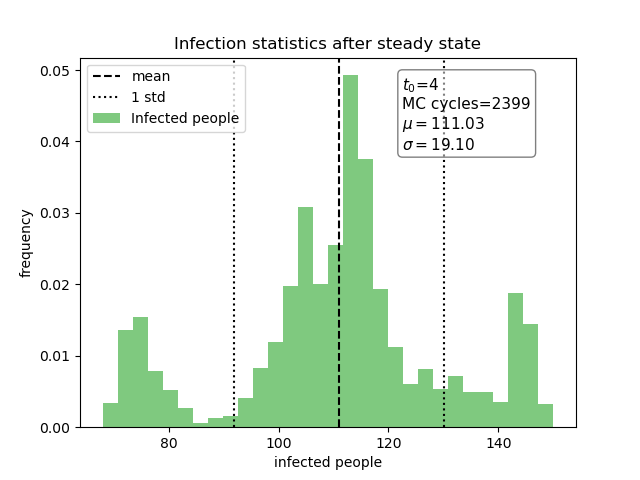 Infection statistics after steady state
mean
1 std
Infected people
t₀=4
MC cycles=2399
μ = 111.03
σ = 19.10
0.05
0.04
0.03
0.02
0.01
0.00
frequency
80 100 120 140
infected people